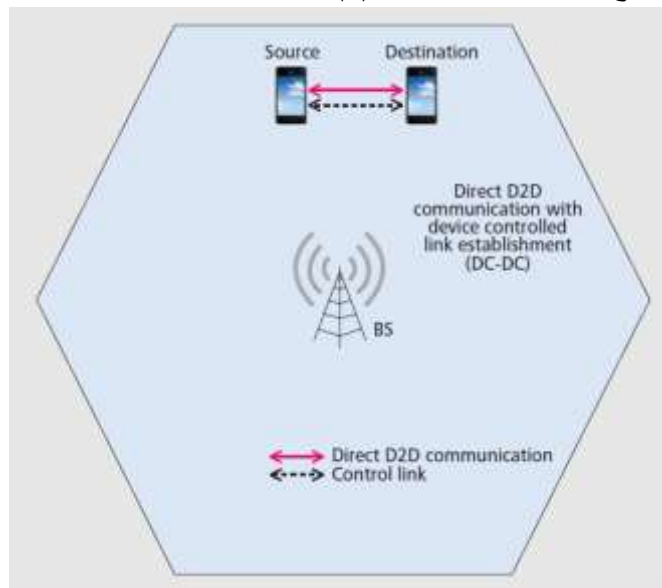 Source Destination
Direct D2D
communication with
device controlled
link establishment
(DC-DC)
BS
Direct D2D communication
Control link